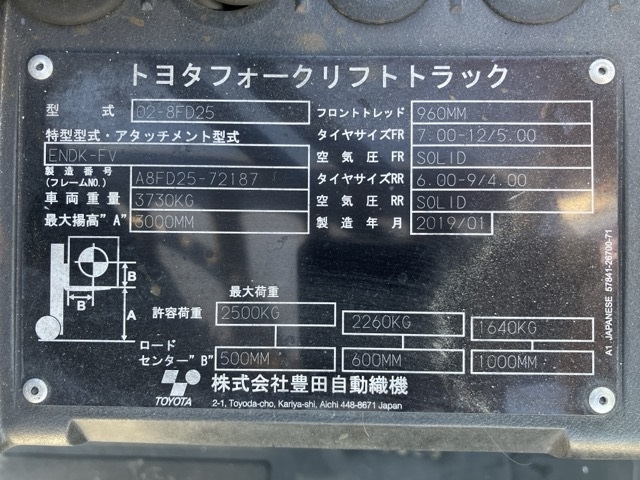 トヨタフォークリフトトラック
型式 02-8FD25 フロントトレッド 960MM
特型型式・アタッチメント型式 タイヤサイズFR 7.00-12/5.00
ENDK-FV 空気圧FR SOLID
製造番号 (フレームNO.) A8FD25-72187 タイヤサイズRR 6.00-9/4.00
車両重量 3730KG 空気圧RR SOLID
最大揚高"A" 3000MM 製造年月 2019/01
B
B
A
最大荷重
許容荷重 2500KG 2260KG 1640KG
ロード
センター"B" 500MM 600MM 1000MM
TOYOTA
株式会社豊田自動織機
2-1, Toyoda-cho, Kariya-shi, Aichi 448-8671 Japan
A1 JAPANESE 57841-26700-71